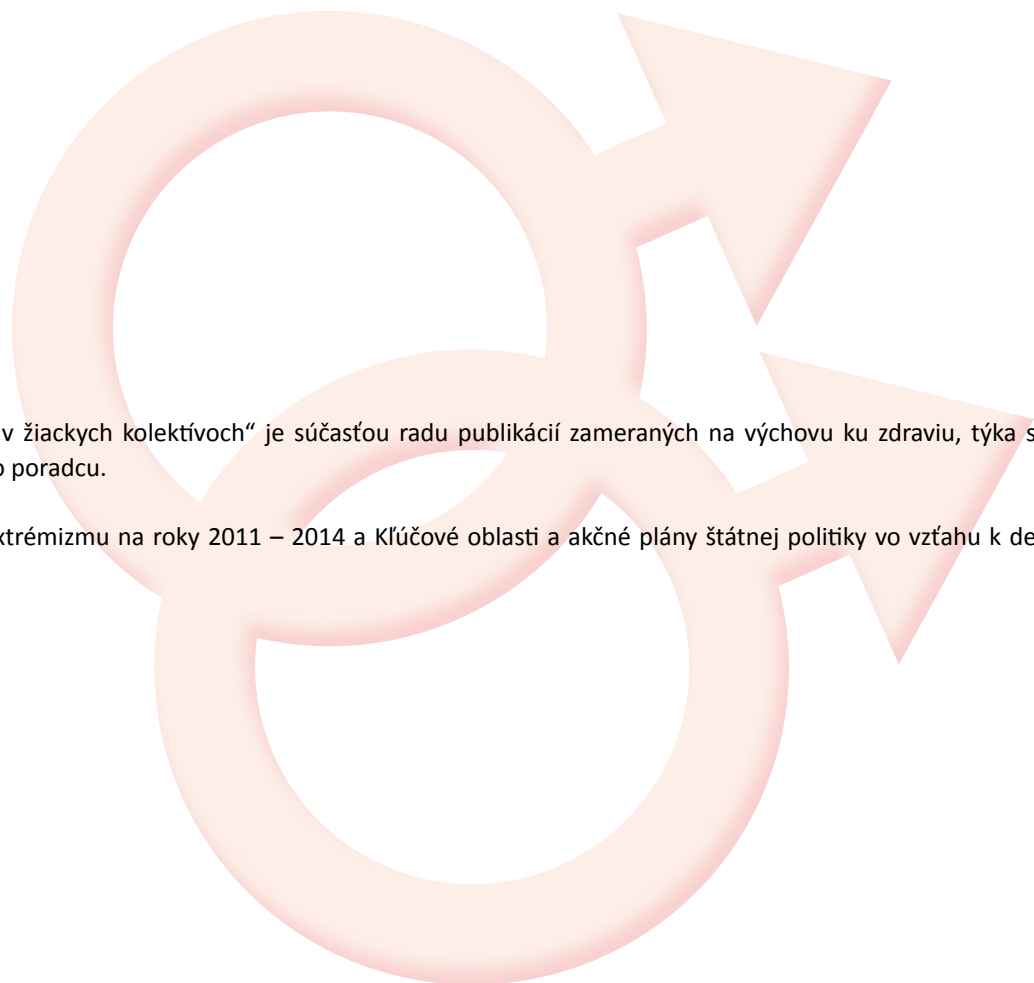 v žiackych kolektívoch“ je súčasťou radu publikácií zameraných na výchovu ku zdraviu, týka s
o poradcu.
xtrémizmu na roky 2011 – 2014 a Kľúčové oblasti a akčné plány štátnej politiky vo vzťahu k de